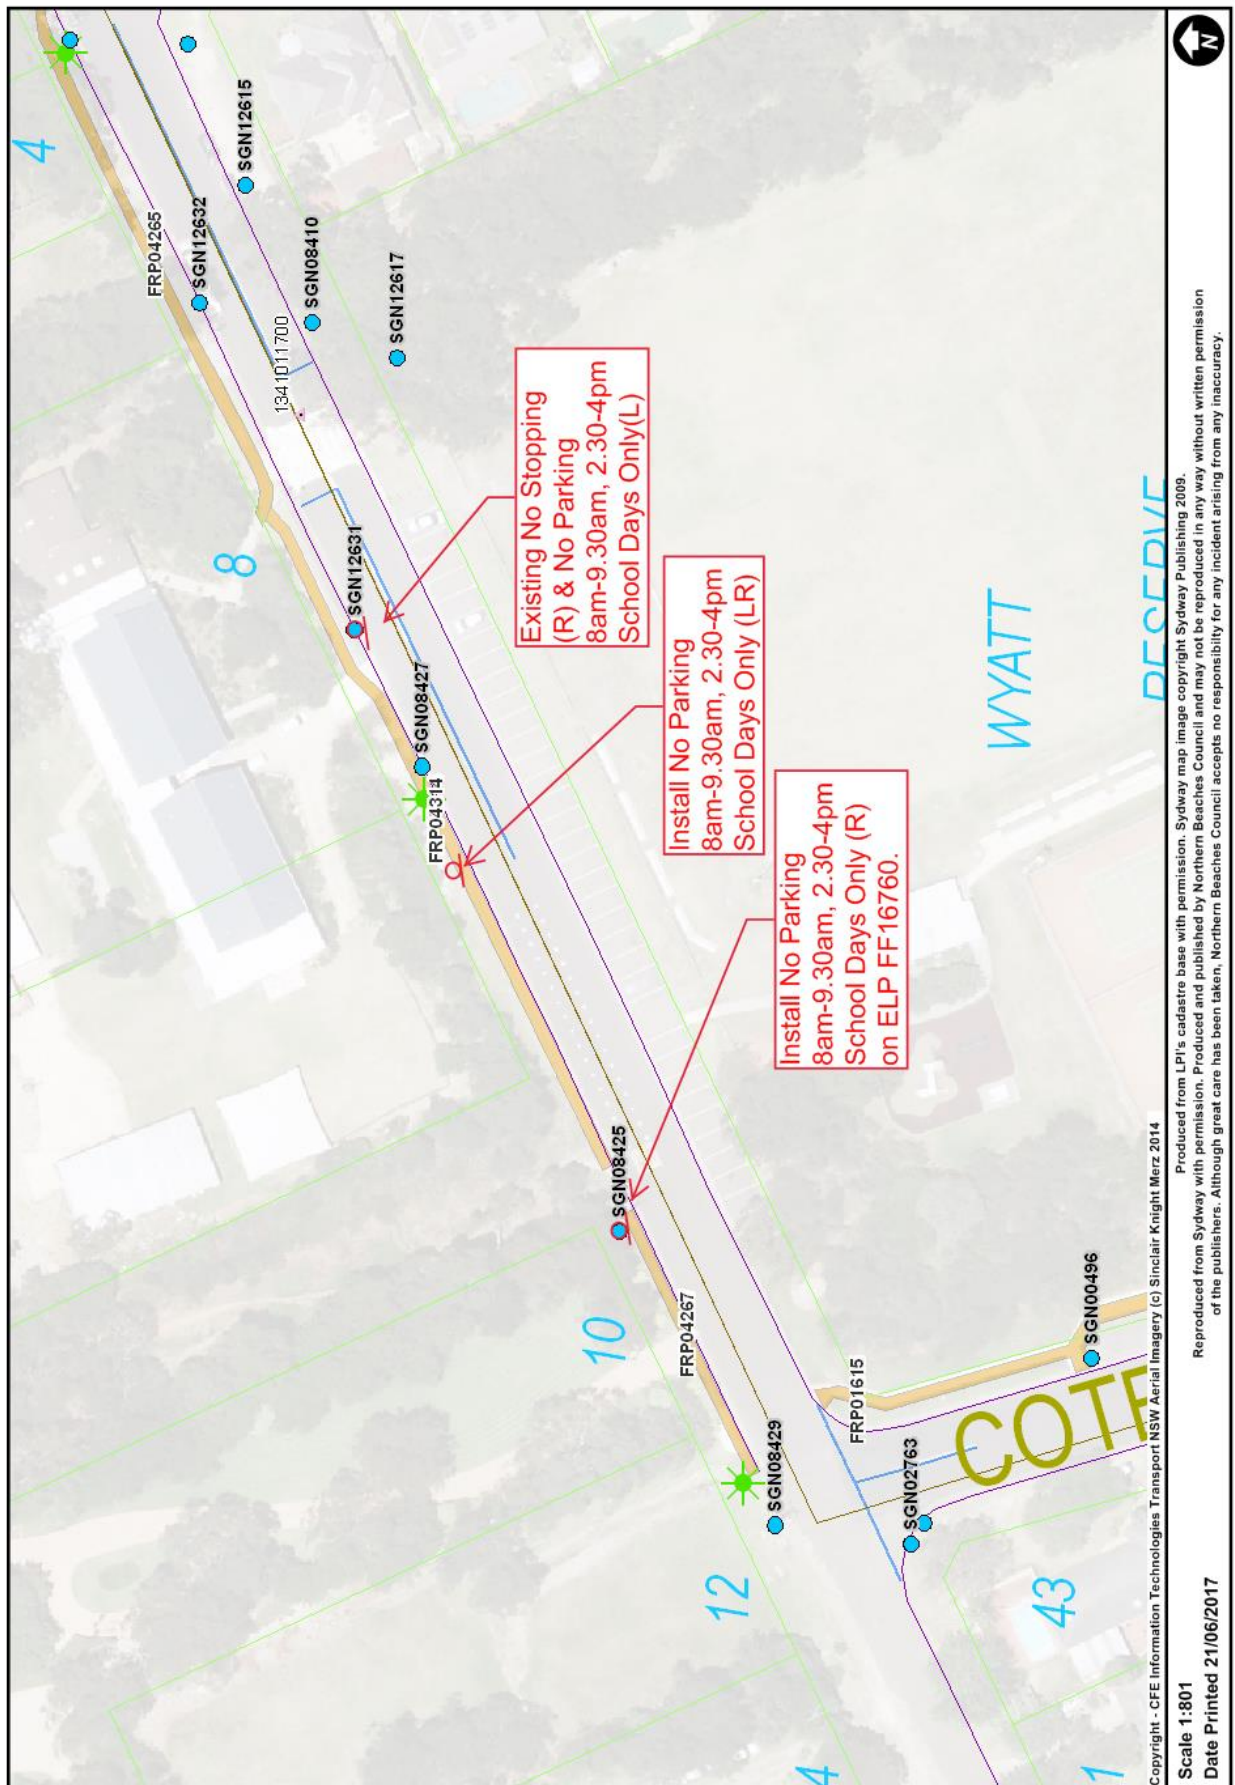 4
FRP04265
SGN12632
SGN12615
SGN08410
SGN12617
1341011700
8
SGN12631
SGN08427
FRP04314
Existing No Stopping
(R) & No Parking
8am-9.30am, 2.30-4pm
School Days Only(L)
Install No Parking
8am-9.30am, 2.30-4pm
School Days Only (LR)
Install No Parking
8am-9.30am, 2.30-4pm
School Days Only (R)
on ELP FF16760.
WYATT
RESERVE
SGN08425
10
FRP04267
SGN08429
FRP01615
SGN00496
SGN02763
12
43
4
1
N
Copyright - CFE Information Technologies Transport NSW Aerial Imagery (c) Sinclair Knight Merz 2014
Scale 1:801
Date Printed 21/06/2017
Produced from LPI's cadastre base with permission. Sydway map image copyright Sydway Publishing 2009.
Reproduced from Sydway with permission. Produced and published by Northern Beaches Council and may not be reproduced in any way without written permission
of the publishers. Although great care has been taken, Northern Beaches Council accepts no responsibilty for any incident arising from any inaccuracy.